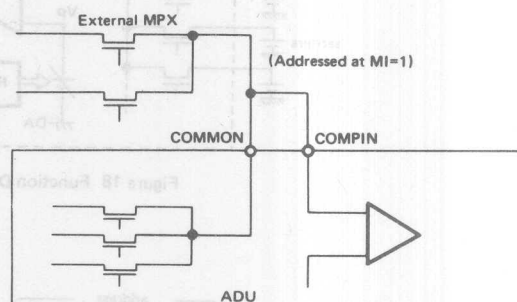 External MPX
(Addressed at MI=1)
COMMON
COMPIN
ADU